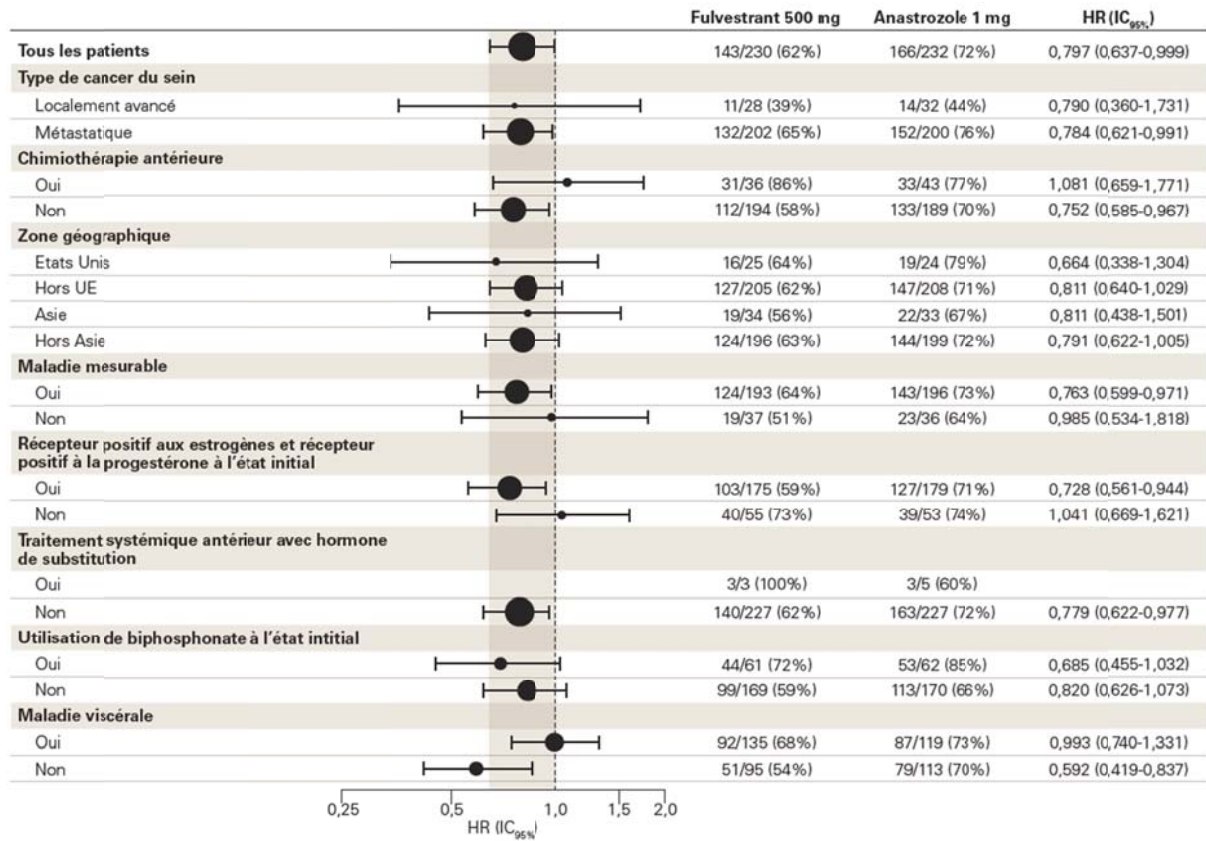 Fulvestrant 500 mg Anastrozole 1 mg HR (IC95%)
Tous les patients 143/230 (62%) 166/232 (72%) 0,797 (0,637-0,999)
Type de cancer du sein
Localement avancé 11/28 (39%) 14/32 (44%) 0,790 (0,360-1,731)
Métastatique 132/202 (65%) 152/200 (76%) 0,784 (0,621-0,991)
Chimiothérapie antérieure
Oui 31/36 (86%) 33/43 (77%) 1,081 (0,659-1,771)
Non 112/194 (58%) 133/189 (70%) 0,752 (0,585-0,967)
Zone géographique
Etats Unis 16/25 (64%) 19/24 (79%) 0,664 (0,338-1,304)
Hors UE 127/205 (62%) 147/208 (71%) 0,811 (0,640-1,029)
Asie 19/34 (56%) 22/33 (67%) 0,811 (0,438-1,501)
Hors Asie 124/196 (63%) 144/199 (72%) 0,791 (0,622-1,005)
Maladie mesurable
Oui 124/193 (64%) 143/196 (73%) 0,763 (0,599-0,971)
Non 19/37 (51%) 23/36 (64%) 0,985 (0,534-1,818)
Récepteur positif aux estrogènes et récepteur
positif à la progestérone à l'état initial
Oui 103/175 (59%) 127/179 (71%) 0,728 (0,561-0,944)
Non 40/55 (73%) 39/53 (74%) 1,041 (0,669-1,621)
Traitement systémique antérieur avec hormone
de substitution
Oui 3/3 (100%) 3/5 (60%)
Non 140/227 (62%) 163/227 (72%) 0,779 (0,622-0,977)
Utilisation de biphosphonate à l'état intitial
Oui 44/61 (72%) 53/62 (85%) 0,685 (0,455-1,032)
Non 99/169 (59%) 113/170 (66%) 0,820 (0,626-1,073)
Maladie viscérale
Oui 92/135 (68%) 87/119 (73%) 0,993 (0,740-1,331)
Non 51/95 (54%) 79/113 (70%) 0,592 (0,419-0,837)
0,25 0,5 1,0 1,5 2,0
HR (IC95%)